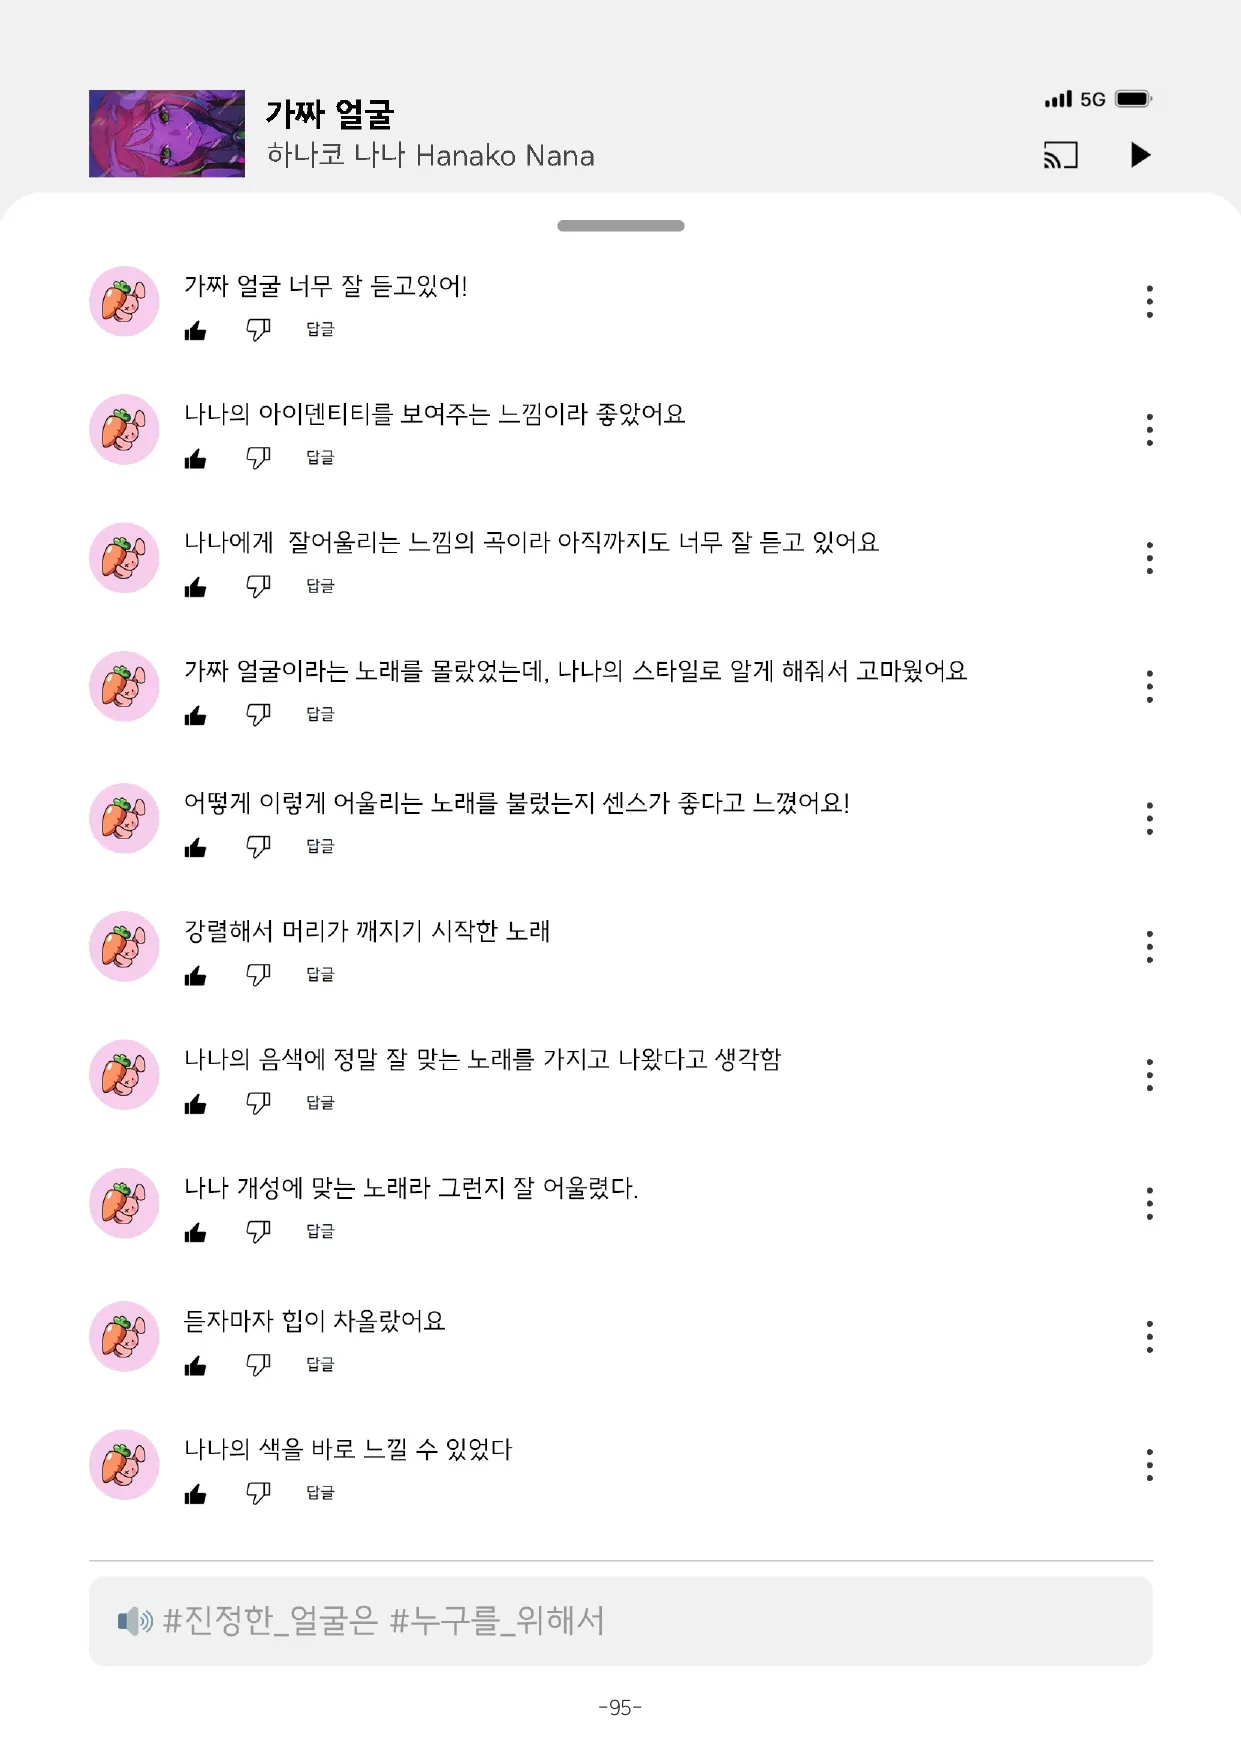 가짜 얼굴
하나코 나나 Hanako Nana
5G
가짜 얼굴 너무 잘 듣고있어!
답글
나나의 아이덴티티를 보여주는 느낌이라 좋았어요
답글
나나에게  잘어울리는 느낌의 곡이라 아직까지도 너무 잘 듣고 있어요
답글
가짜 얼굴이라는 노래를 몰랐었는데, 나나의 스타일로 알게 해줘서 고마웠어요
답글
어떻게 이렇게 어울리는 노래를 불렀는지 센스가 좋다고 느꼈어요!
답글
강렬해서 머리가 깨지기 시작한 노래
답글
나나의 음색에 정말 잘 맞는 노래를 가지고 나왔다고 생각함
답글
나나 개성에 맞는 노래라 그런지 잘 어울렸다.
답글
듣자마자 힙이 차올랐어요
답글
나나의 색을 바로 느낄 수 있었다
답글
#진정한_얼굴은 #누구를_위해서
-95-